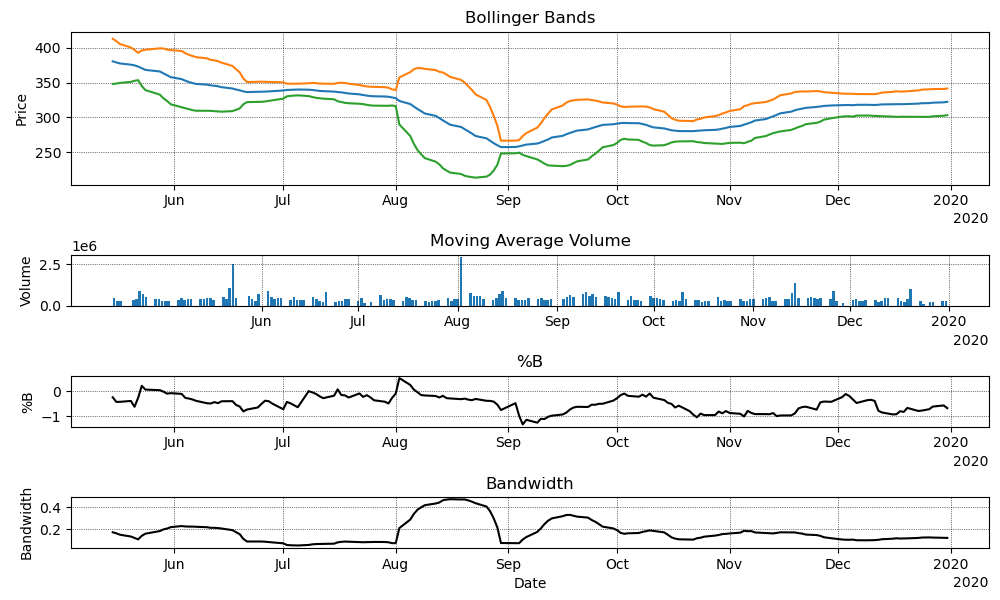 Bollinger Bands
Price
400
350
300
250
Jun Jul Aug Sep Oct Nov Dec 2020
2020
Moving Average Volume
1e6
Volume
2.5
0.0
Jun Jul Aug Sep Oct Nov Dec 2020
2020
%B
%B
0
−1
Jun Jul Aug Sep Oct Nov Dec 2020
2020
Bandwidth
Bandwidth
0.4
0.2
Jun Jul Aug Sep Oct Nov Dec 2020
Date
2020